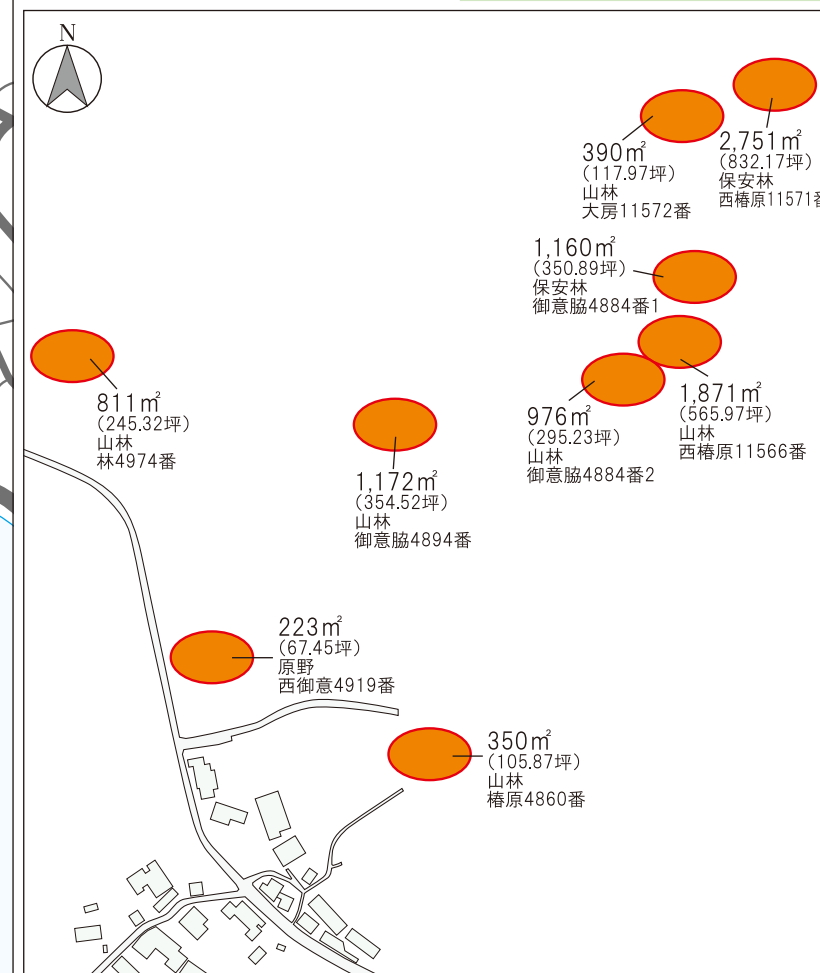 N
390㎡
(117.97坪)
山林
大房11572番
2,751㎡
(832.17坪)
保安林
西椿原11571番
1,160㎡
(350.89坪)
保安林
御意脇4884番1
811㎡
(245.32坪)
山林
林4974番
1,172㎡
(354.52坪)
山林
御意脇4894番
976㎡
(295.23坪)
山林
御意脇4884番2
1,871㎡
(565.97坪)
山林
西椿原11566番
223㎡
(67.45坪)
原野
西御意4919番
350㎡
(105.87坪)
山林
椿原4860番